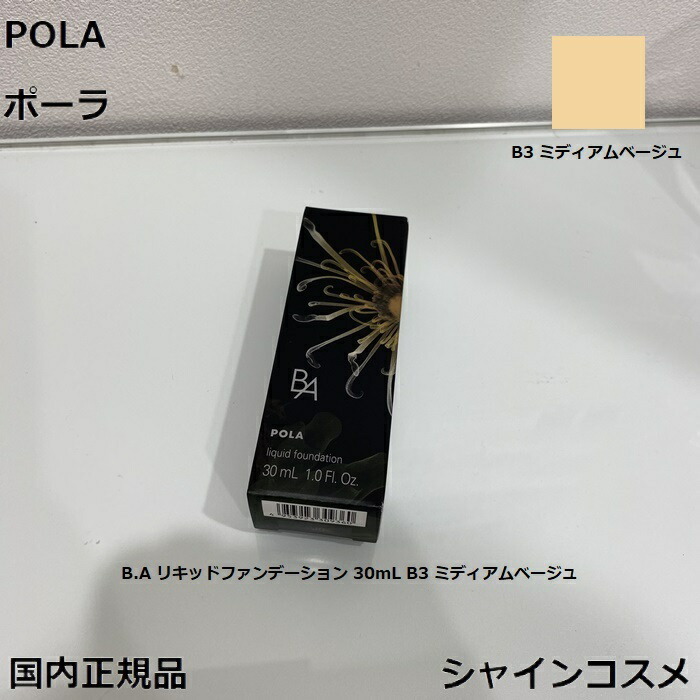 POLA
ポーラ
B3 ミディアムベージュ
BA
POLA
liquid foundation
30 mL 1.0 Fl. Oz.
B.A リキッドファンデーション 30mL B3 ミディアムベージュ
国内正規品
シャインコスメ